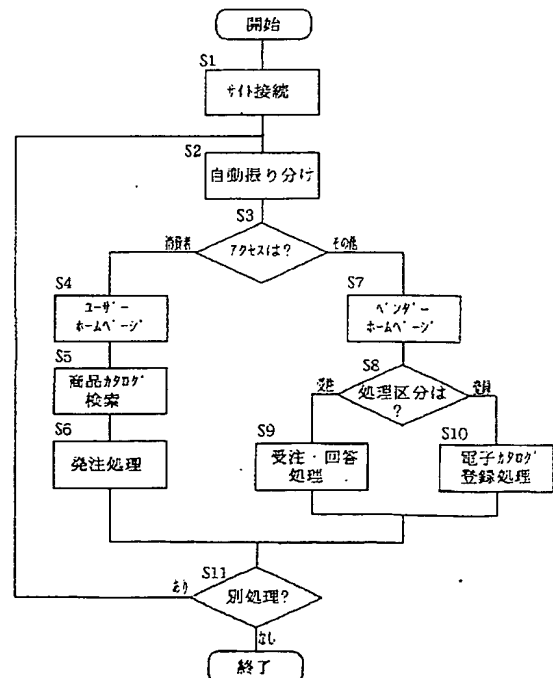 開始
S1
サイト接続
S2
自動振り分け
S3
アクセスは?
消費者
その他
S4
ユーザー
ホームページ
S7
ベンダー
ホームページ
S5
商品カタログ
検索
S8
処理区分は
?
S6
発注処理
S9
受注・回答
処理
S10
電子カタログ
登録処理
S11
別処理?
あり
なし
終了